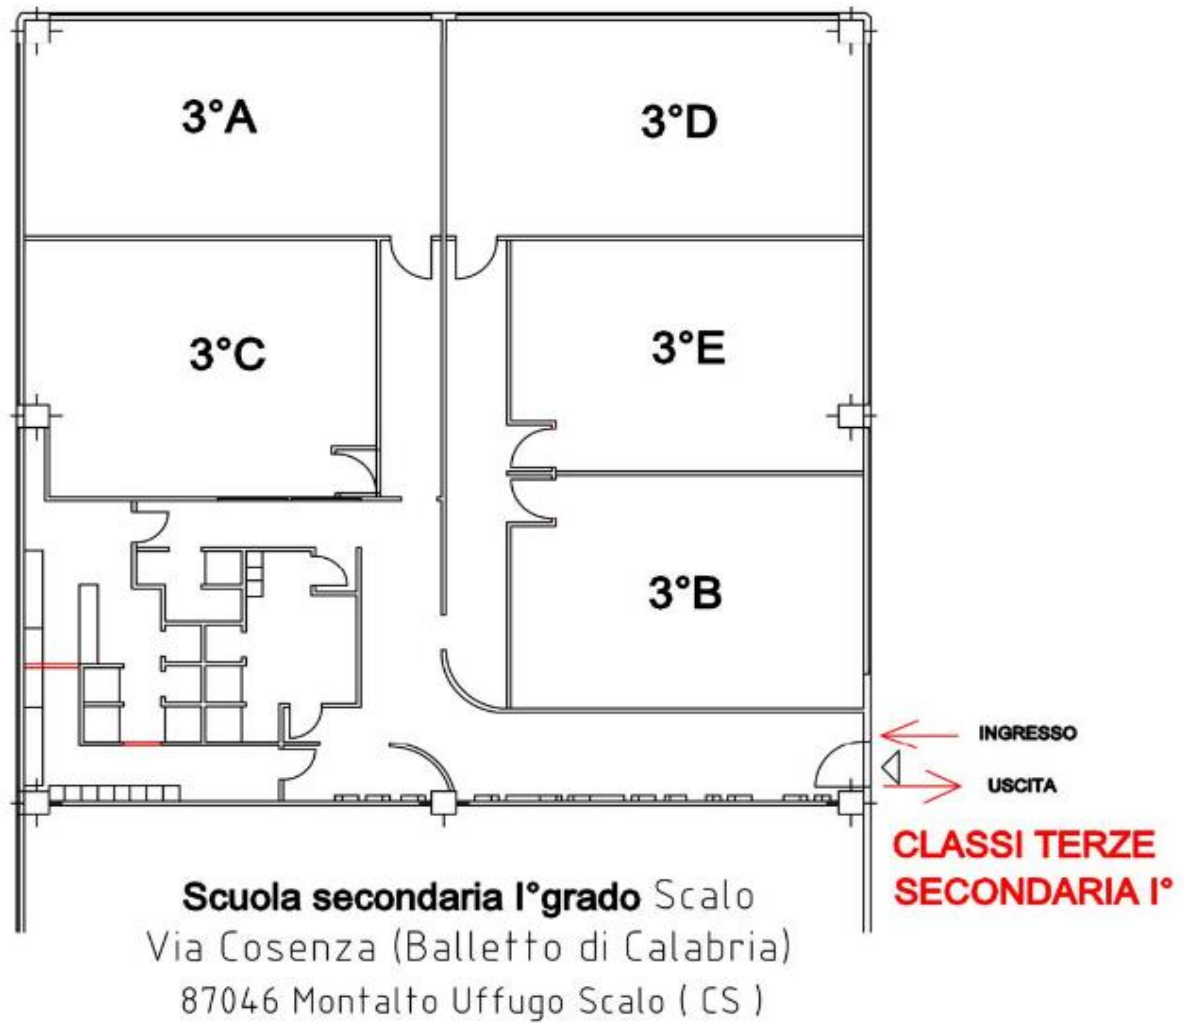 3°A
3°D
3°C
3°E
3°B
INGRESSO
USCITA
CLASSI TERZE
SECONDARIA I°
Scuola secondaria I°grado Scalo
Via Cosenza (Balletto di Calabria)
87046 Montalto Uffugo Scalo ( CS )